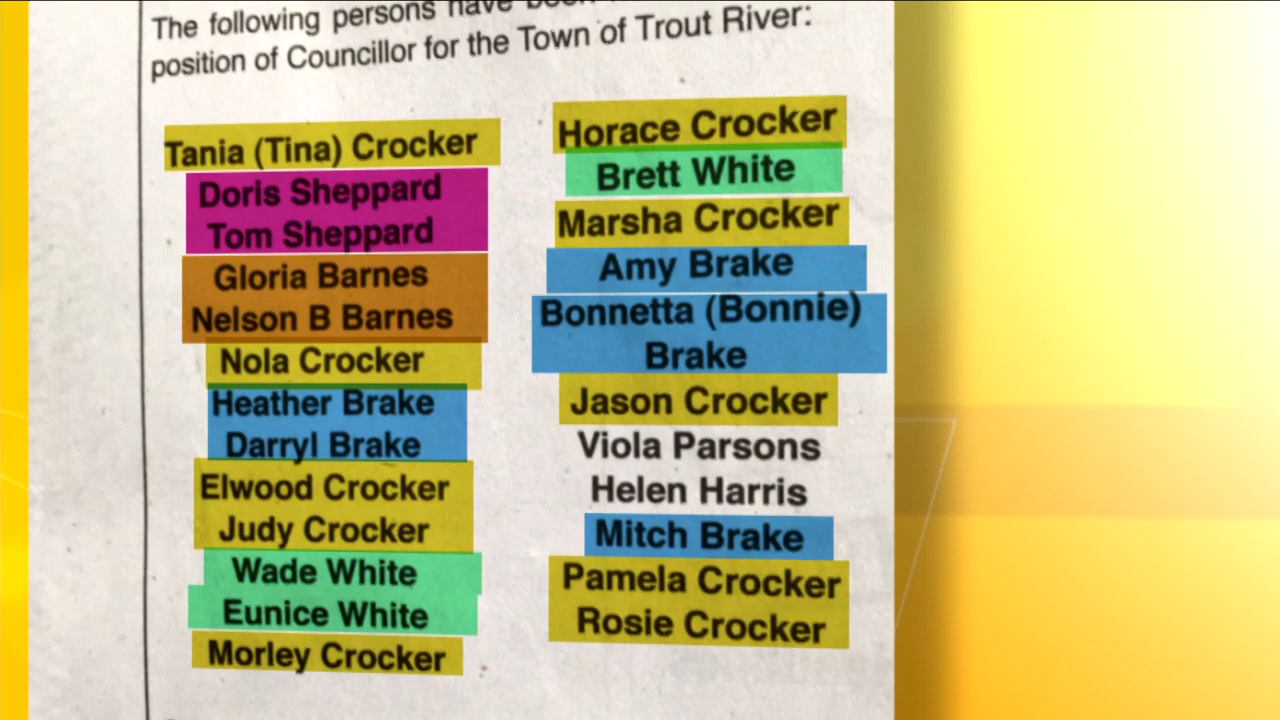 The following persons have been
position of Councillor for the Town of Trout River:
Tania (Tina) Crocker
Doris Sheppard
Tom Sheppard
Gloria Barnes
Nelson B Barnes
Nola Crocker
Heather Brake
Darryl Brake
Elwood Crocker
Judy Crocker
Wade White
Eunice White
Morley Crocker
Horace Crocker
Brett White
Marsha Crocker
Amy Brake
Bonnetta (Bonnie)
Brake
Jason Crocker
Viola Parsons
Helen Harris
Mitch Brake
Pamela Crocker
Rosie Crocker